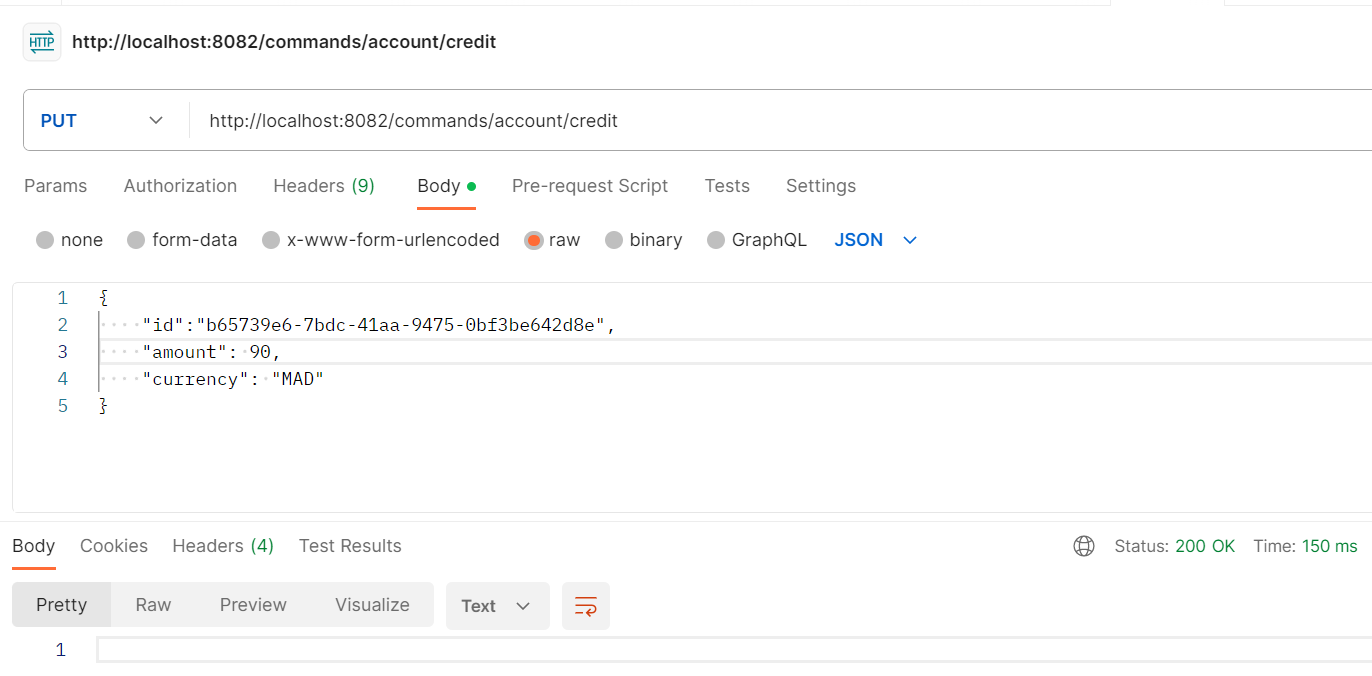 HTTP http://localhost:8082/commands/account/credit
PUT http://localhost:8082/commands/account/credit
Params Authorization Headers (9) Body Pre-request Script Tests Settings
none form-data x-www-form-urlencoded raw binary GraphQL JSON
1 {
2 ····"id":"b65739e6-7bdc-41aa-9475-0bf3be642d8e",
3 ····"amount":·90,
4 ····"currency":·"MAD"
5 }
Body Cookies Headers (4) Test Results Status: 200 OK Time: 150 ms
Pretty Raw Preview Visualize Text
1